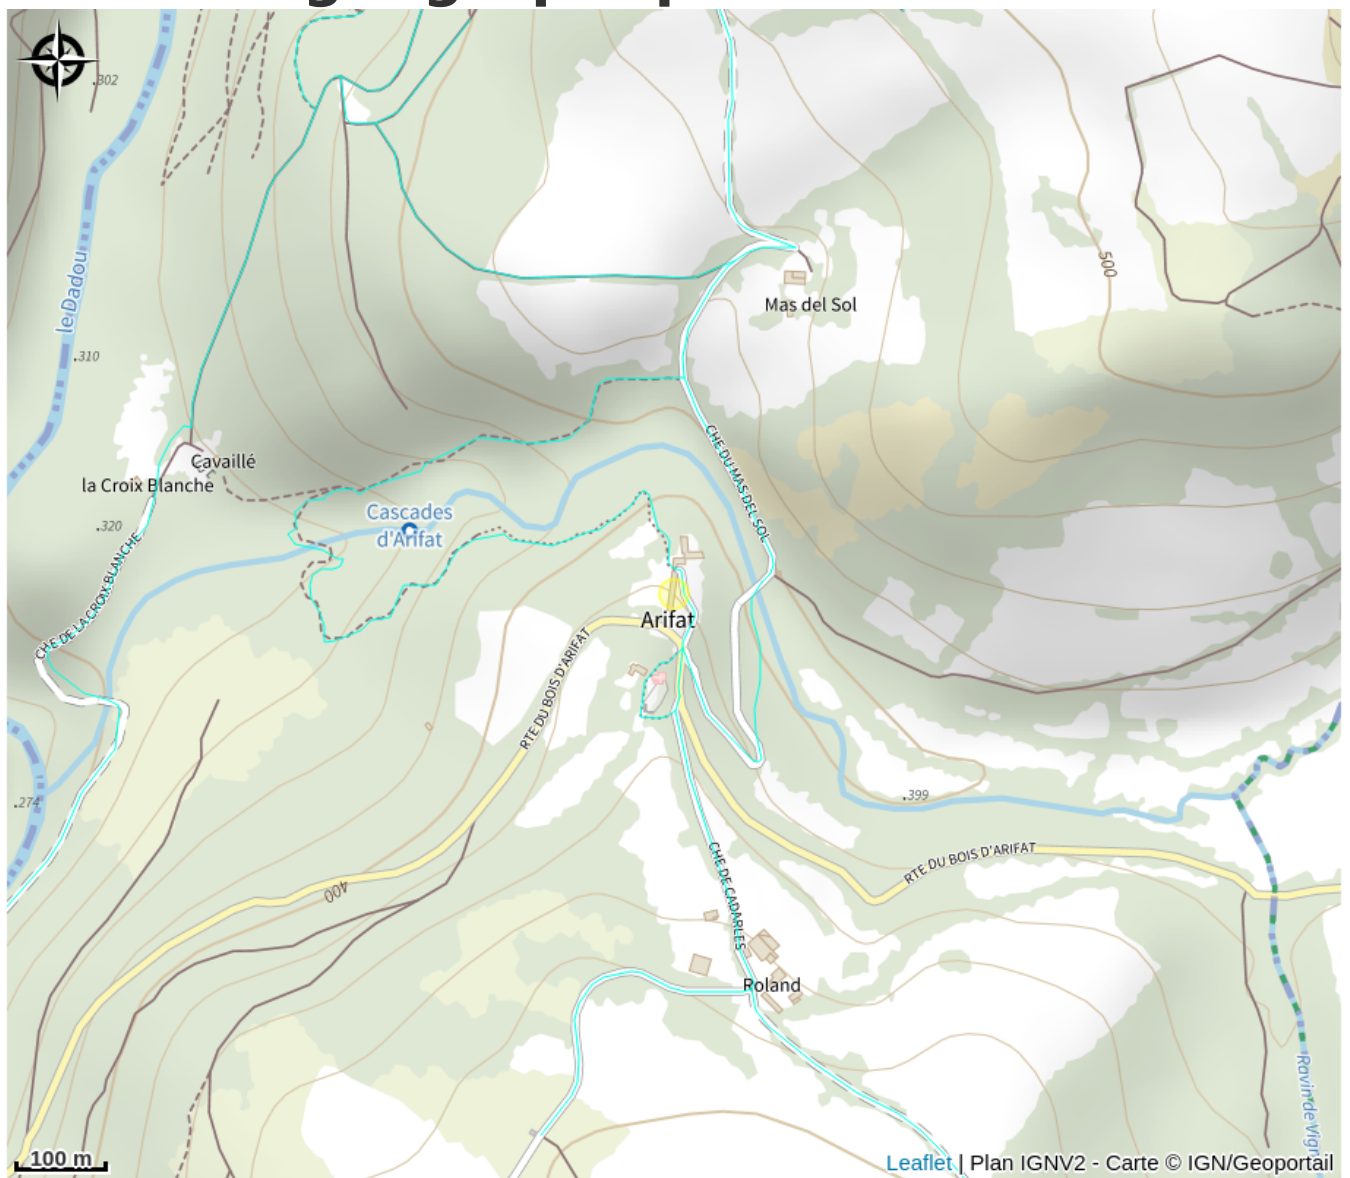 .302
le Dadou
500
Mas del Sol
.310
CHE DU MAS DEL SOL
Cavaillé
la Croix Blanche
Cascades
d'Arifat
.320
CHE DE LA CROIX BLANCHE
Arifat
RTE DU BOIS D'ARIFAT
.274
.399
RTE DU BOIS D'ARIFAT
CHE DE CADARLES
400
Roland
Ravin de Vign
100 m
Leaflet | Plan IGNV2 - Carte © IGN/Geoportail